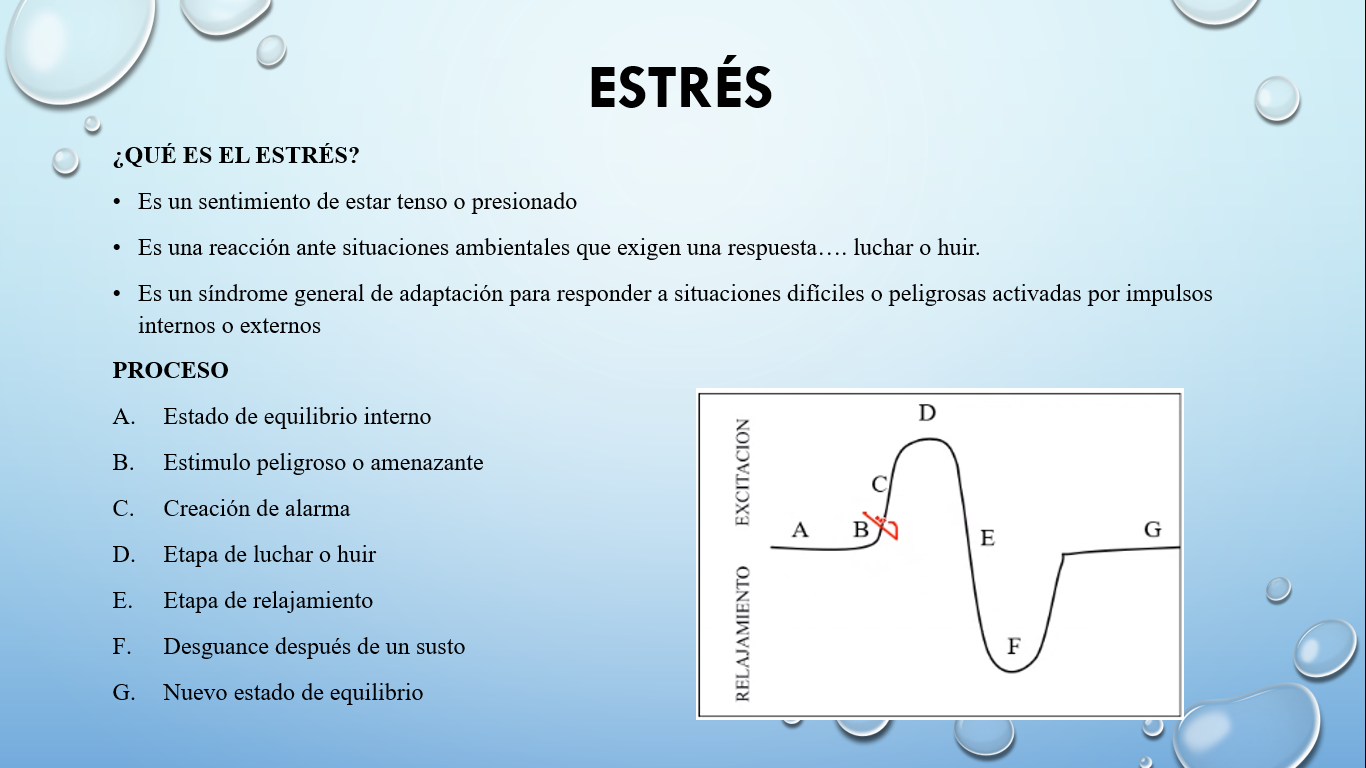 ESTRÉS
¿QUÉ ES EL ESTRÉS?
• Es un sentimiento de estar tenso o presionado
• Es una reacción ante situaciones ambientales que exigen una respuesta…. luchar o huir.
• Es un síndrome general de adaptación para responder a situaciones difíciles o peligrosas activadas por impulsos
internos o externos
PROCESO
A. Estado de equilibrio interno
B. Estimulo peligroso o amenazante
C. Creación de alarma
D. Etapa de luchar o huir
E. Etapa de relajamiento
F. Desguance después de un susto
G. Nuevo estado de equilibrio
EXCITACION
RELAJAMIENTO
A
B
C
D
E
F
G